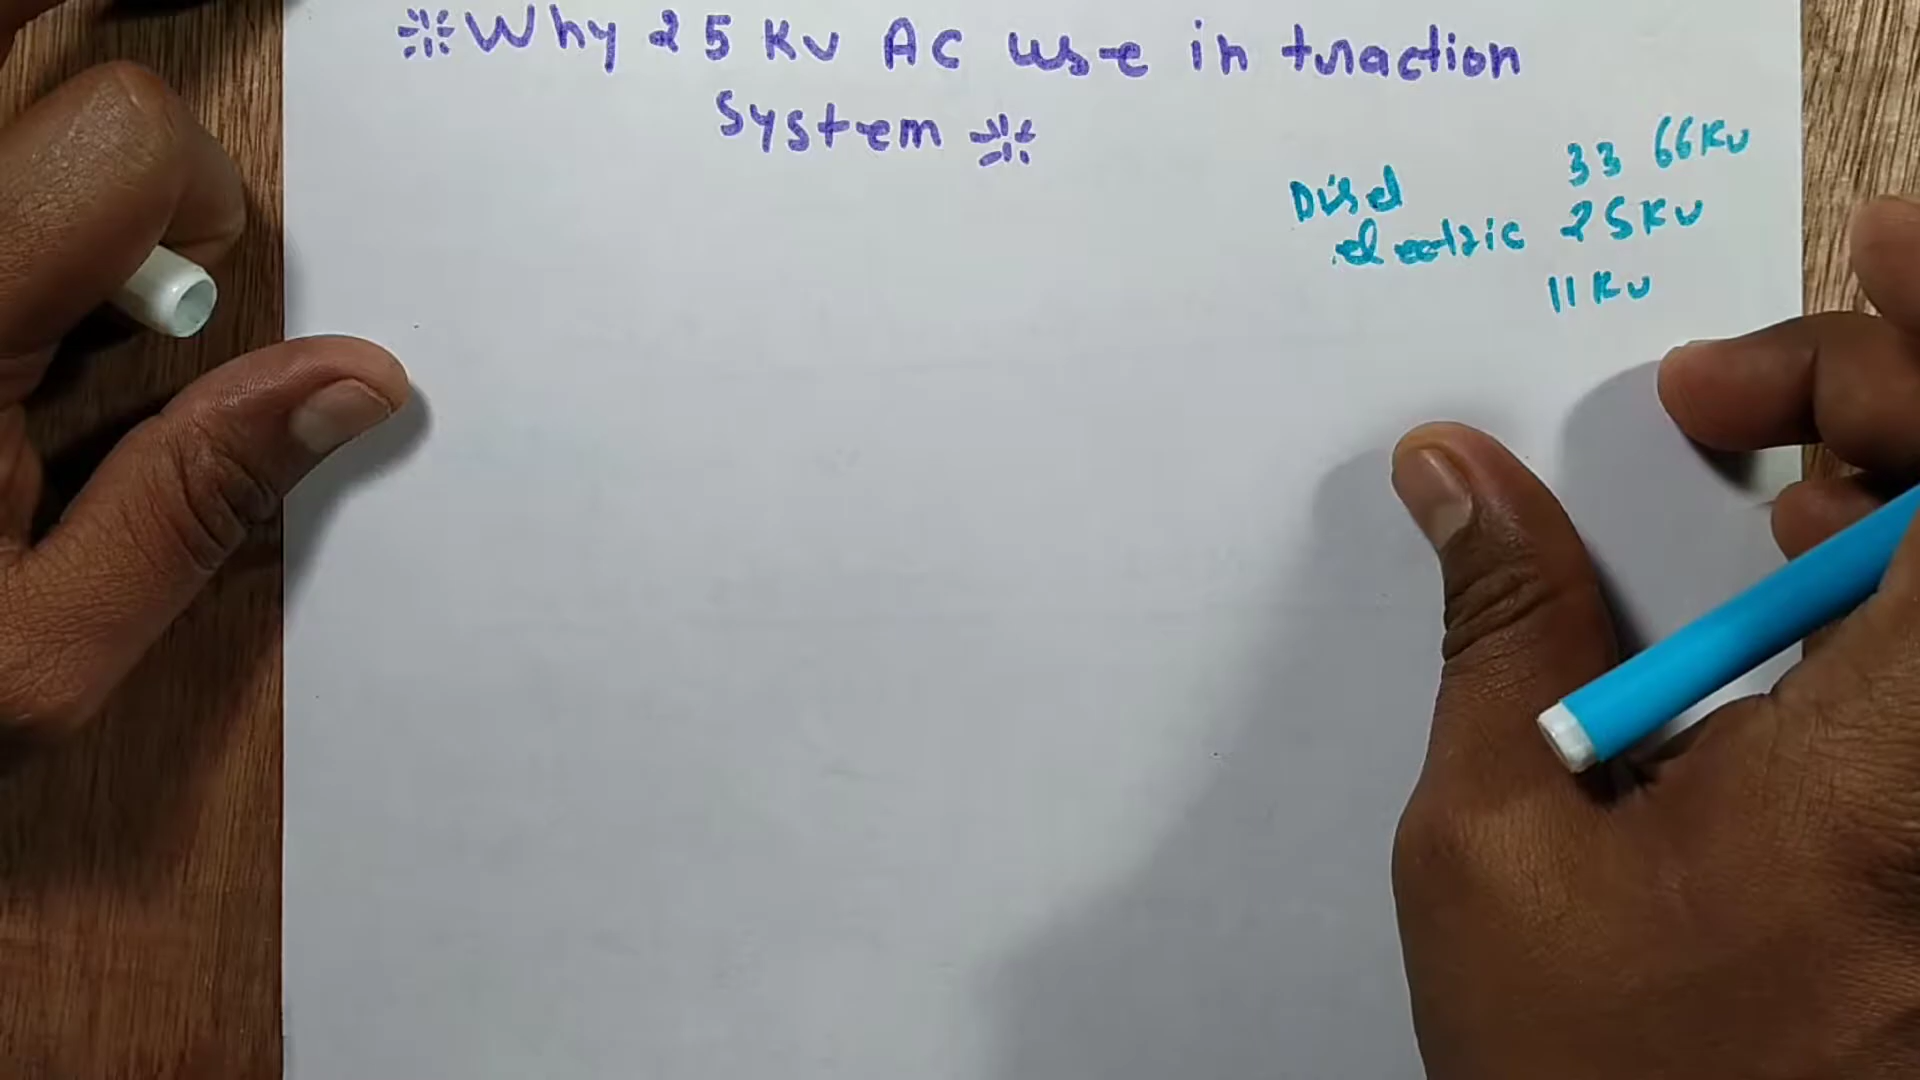 Why 25 Kv AC use in traction
System
33 66Kv
Disel
electric 25Kv
11Kv